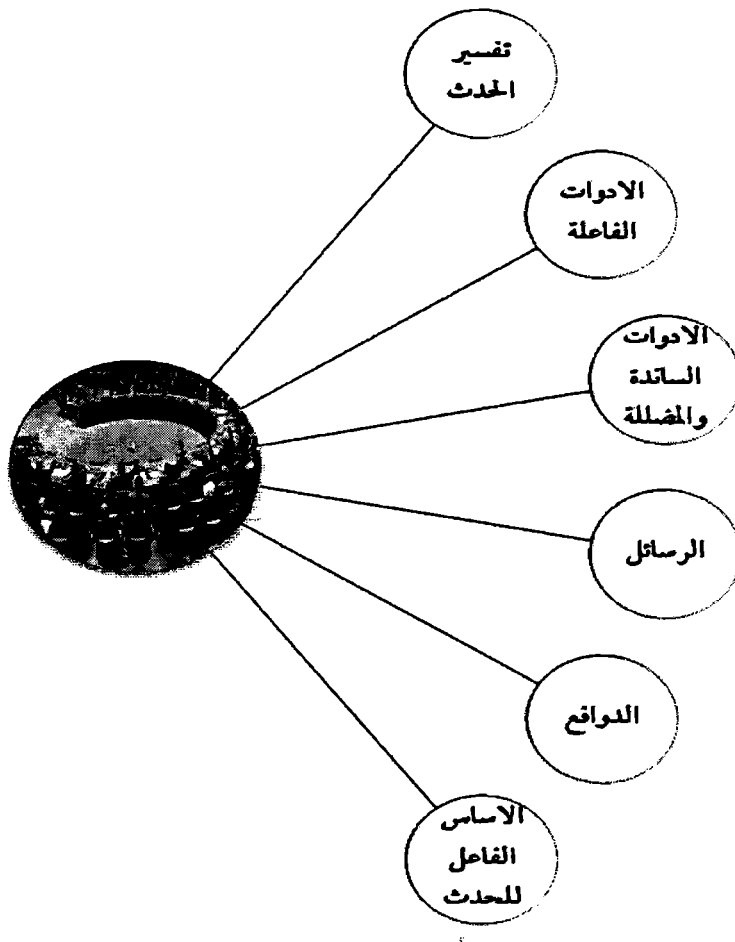 تفسير
الحدث
الادوات
الفاعلة
الادوات
الساندة
والمضللة
الرسائل
الدوافع
الاساس
الفاعل
للحدث